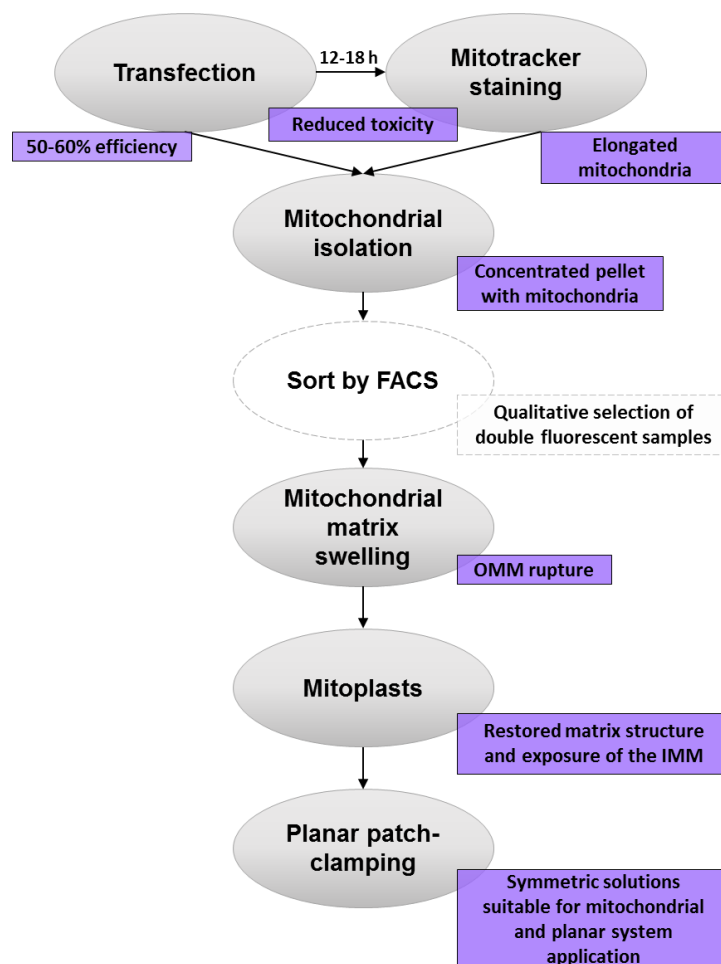 Transfection
12-18 h
Mitotracker
staining
Reduced toxicity
50-60% efficiency
Elongated
mitochondria
Mitochondrial
isolation
Concentrated pellet
with mitochondria
Sort by FACS
Qualitative selection of
double fluorescent samples
Mitochondrial
matrix
swelling
OMM rupture
Mitoplasts
Restored matrix structure
and exposure of the IMM
Planar patch-
clamping
Symmetric solutions
suitable for mitochondrial
and planar system
application